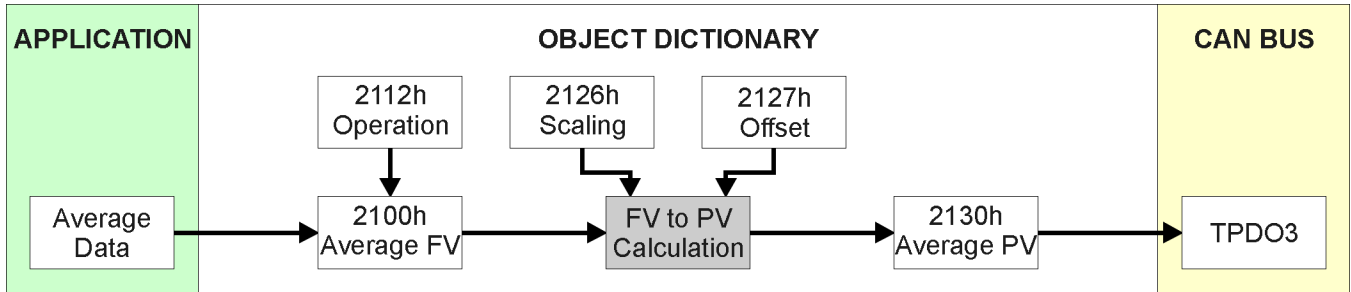 APPLICATION
OBJECT DICTIONARY
CAN BUS
2112h
Operation
2126h
Scaling
2127h
Offset
Average
Data
2100h
Average FV
FV to PV
Calculation
2130h
Average PV
TPDO3